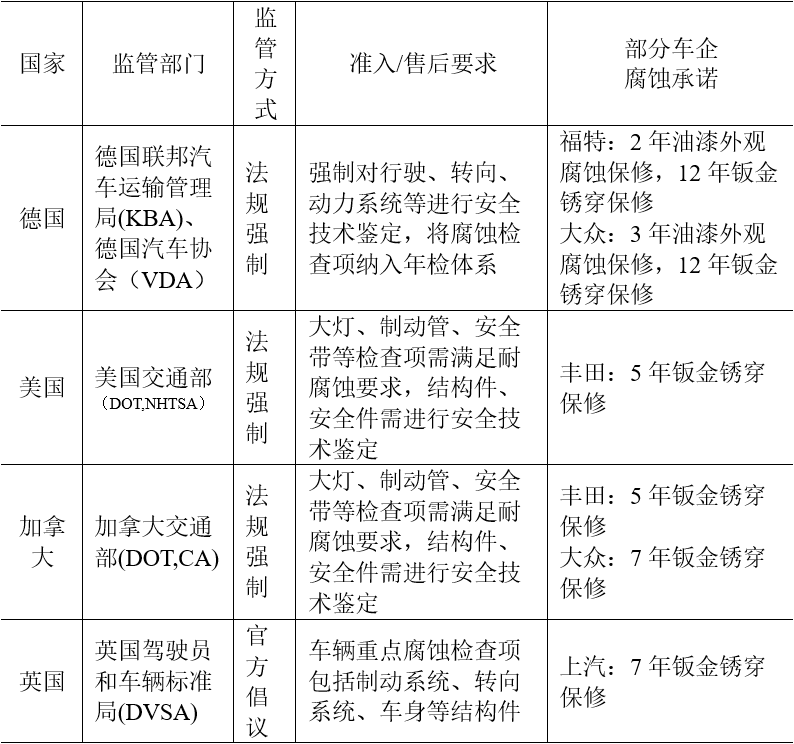 国家
监管部门
监
管
方
式
准入/售后要求
部分车企
腐蚀承诺
德国
德国联邦汽
车运输管理
局(KBA)、
德国汽车协
会（VDA）
法
规
强
制
强制对行驶、转向、
动力系统等进行安全
技术鉴定，将腐蚀检
查项纳入年检体系
福特：2 年油漆外观
腐蚀保修，12 年钣金
锈穿保修
大众：3 年油漆外观
腐蚀保修，12 年钣金
锈穿保修
美国
美国交通部
（DOT,NHTSA）
法
规
强
制
大灯、制动管、安全
带等检查项需满足耐
腐蚀要求，结构件、
安全件需进行安全技
术鉴定
丰田：5 年钣金锈穿
保修
加拿
大
加拿大交通
部(DOT,CA)
法
规
强
制
大灯、制动管、安全
带等检查项需满足耐
腐蚀要求，结构件、
安全件需进行安全技
术鉴定
丰田：5 年钣金锈穿
保修
大众：7 年钣金锈穿
保修
英国
英国驾驶员
和车辆标准
局(DVSA)
官
方
倡
议
车辆重点腐蚀检查项
包括制动系统、转向
系统、车身等结构件
上汽：7 年钣金锈穿
保修